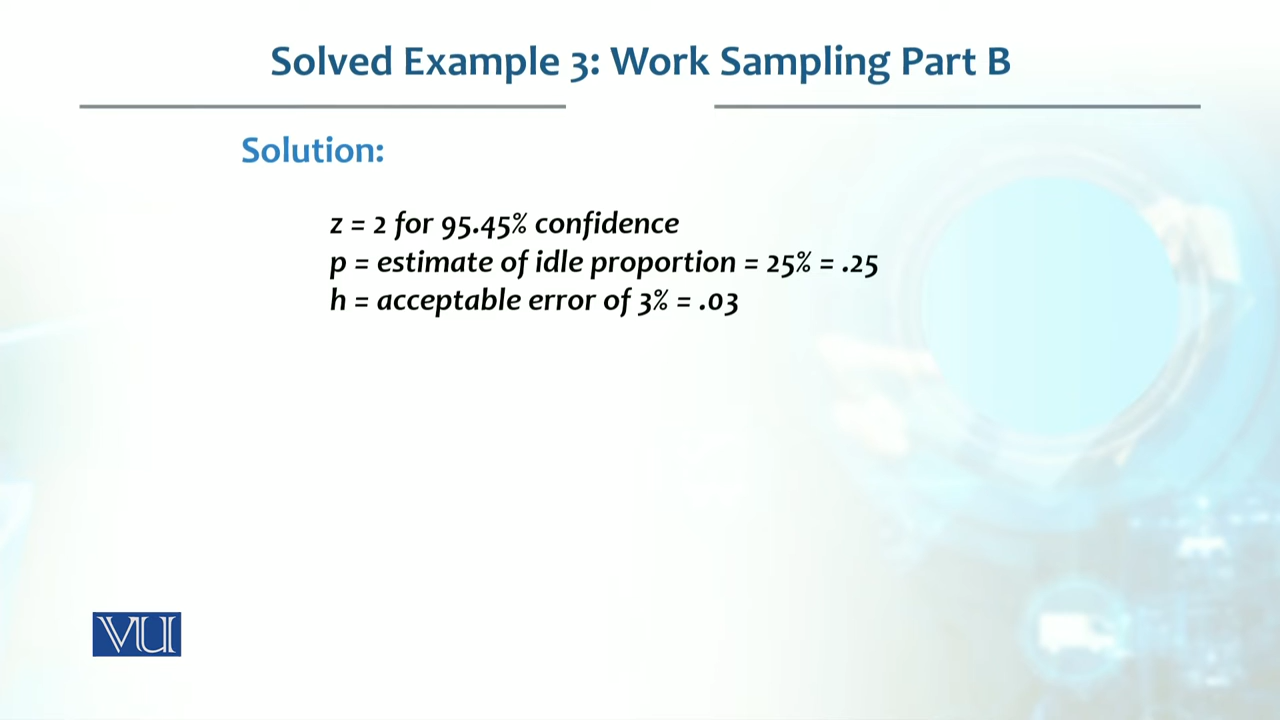 Solved Example 3: Work Sampling Part B
Solution:
z = 2 for 95.45% confidence
p = estimate of idle proportion = 25% = .25
h = acceptable error of 3% = .03
VU